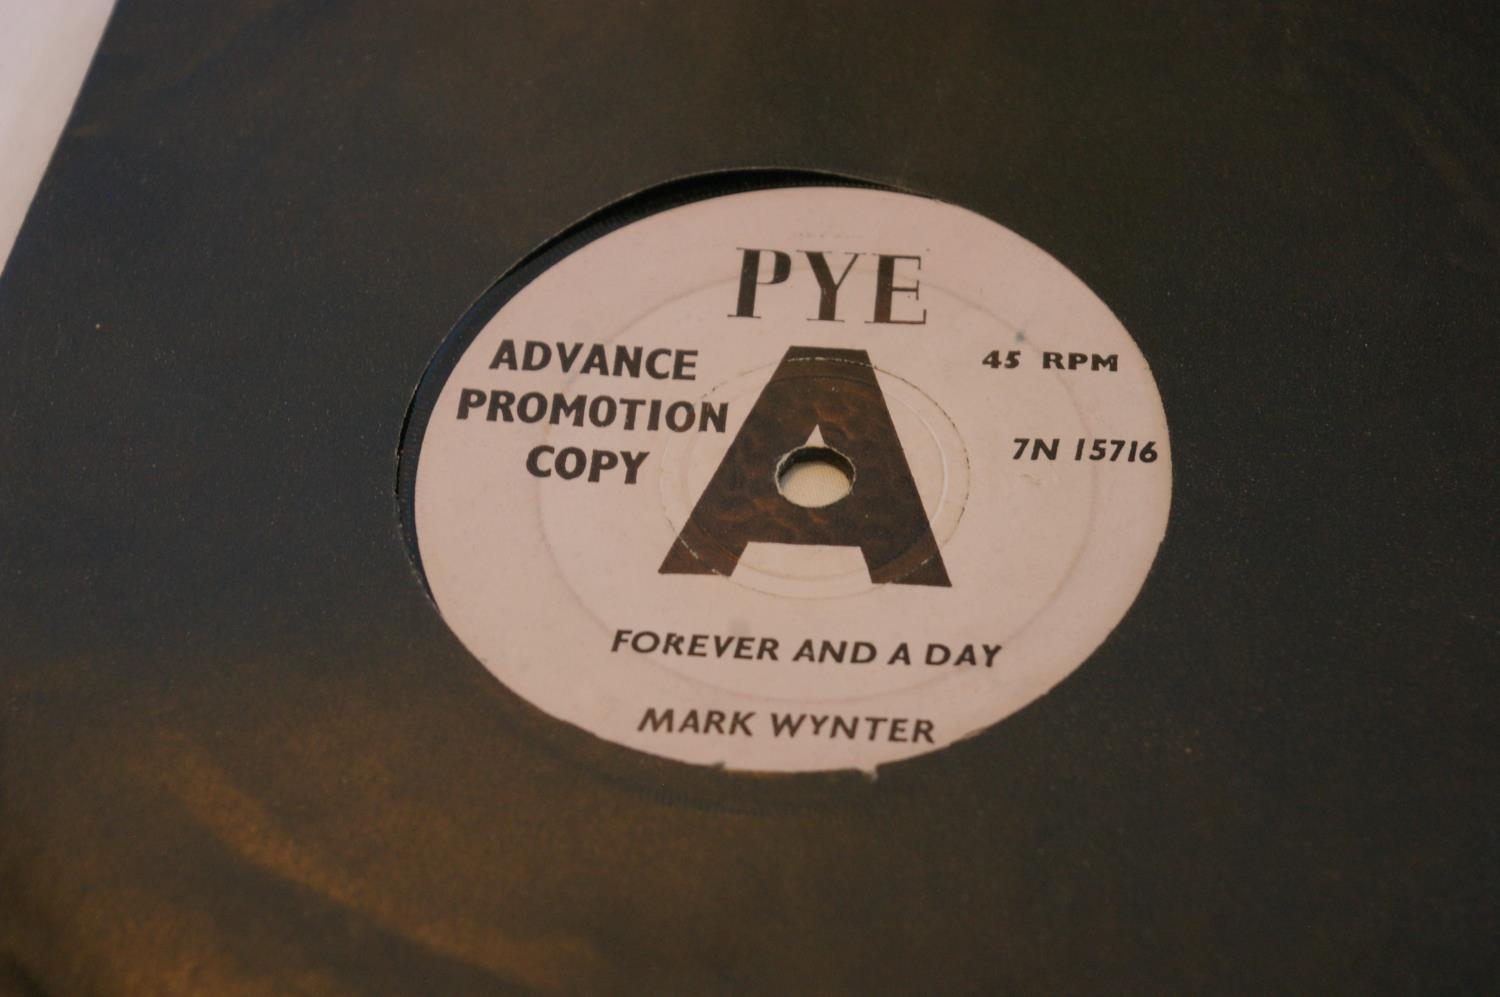 PYE
ADVANCE
PROMOTION
COPY
A
45 RPM
7N 15716
FOREVER AND A DAY
MARK WYNTER